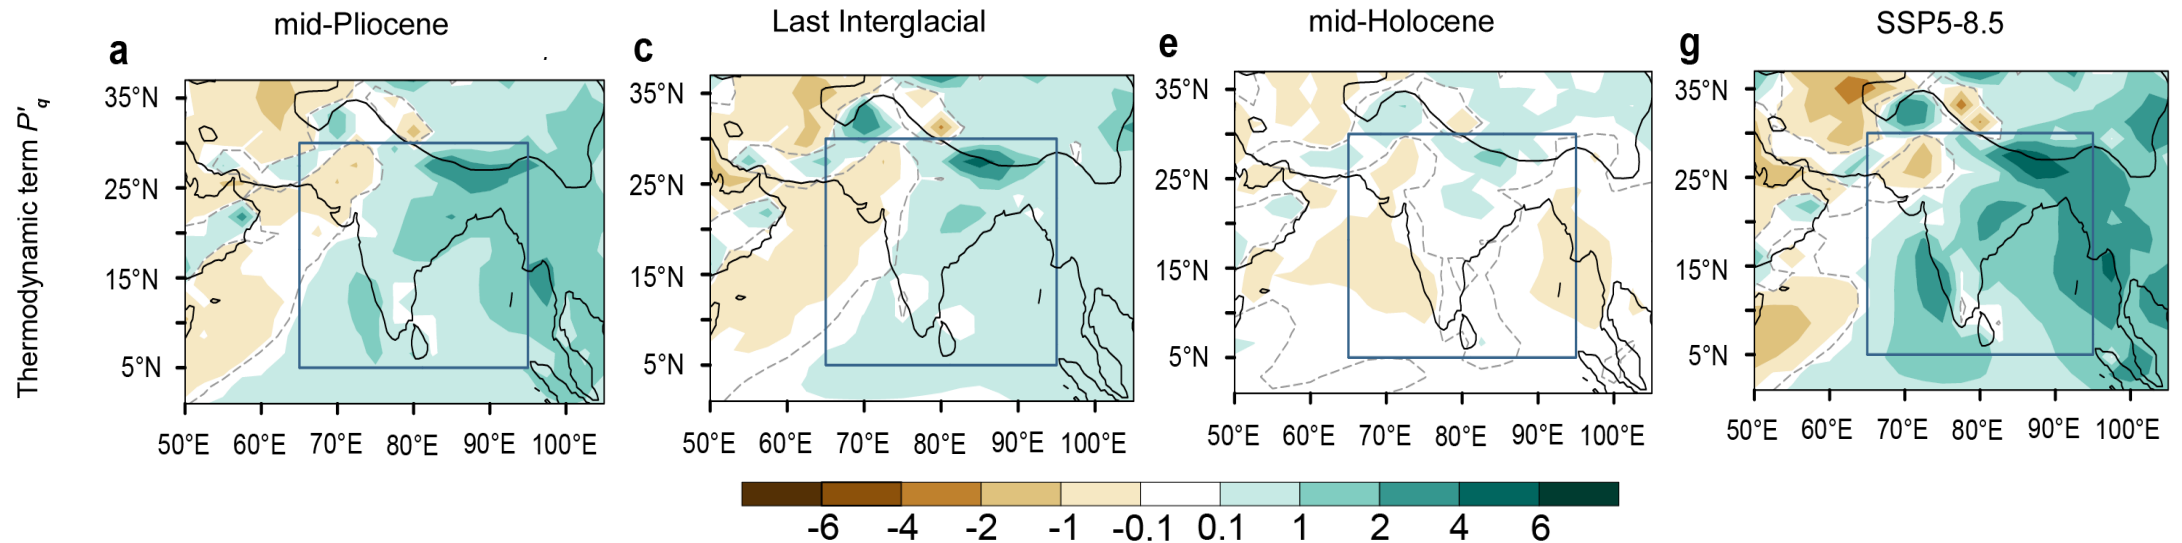 mid-Pliocene
Last Interglacial
mid-Holocene
SSP5-8.5
a
c
e
g
Thermodynamic term P'q
35°N
25°N
15°N
5°N
50°E 60°E 70°E 80°E 90°E 100°E
35°N
25°N
15°N
5°N
50°E 60°E 70°E 80°E 90°E 100°E
35°N
25°N
15°N
5°N
50°E 60°E 70°E 80°E 90°E 100°E
35°N
25°N
15°N
5°N
50°E 60°E 70°E 80°E 90°E 100°E
-6 -4 -2 -1 -0.1 0.1 1 2 4 6